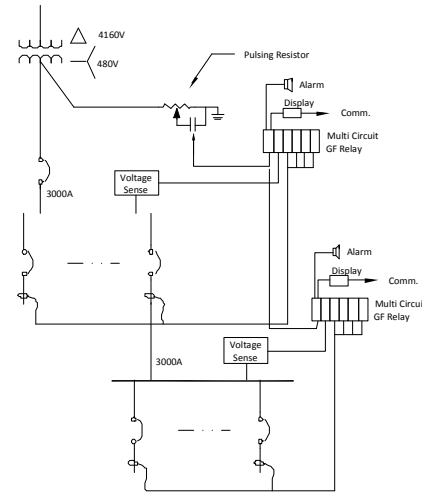 4160V
480V
Pulsing Resistor
Alarm
Display
Comm.
Multi Circuit
GF Relay
Voltage
Sense
3000A
Alarm
Display
Comm.
Multi Circui
GF Relay
Voltage
Sense
3000A